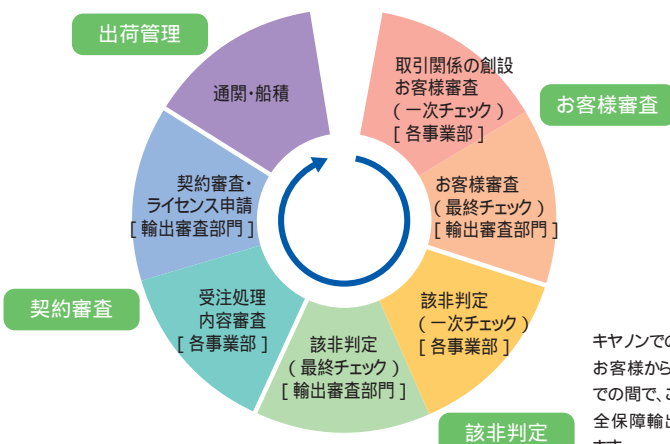 出荷管理
通関・船積
取引関係の創設
お客様審査
(一次チェック)
[各事業部]
お客様審査
お客様審査
(最終チェック)
[輸出審査部門]
契約審査・
ライセンス申請
[輸出審査部門]
契約審査
受注処理
内容審査
[各事業部]
該非判定
(一次チェック)
[各事業部]
該非判定
(最終チェック)
[輸出審査部門]
該非判定
キヤノンでの
お客様から
での間で、こ
全保障輸出
ます。